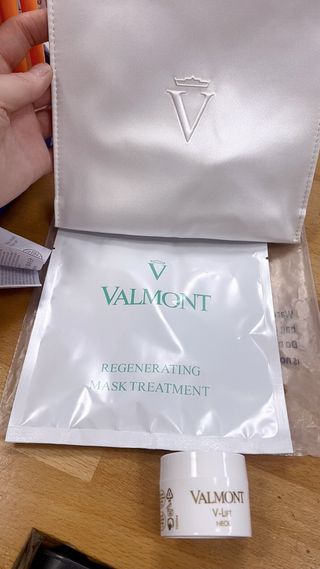 V
V
VALMONT
REGENERATING
MASK TREATMENT
VALMONT
V-LIFT
NECK